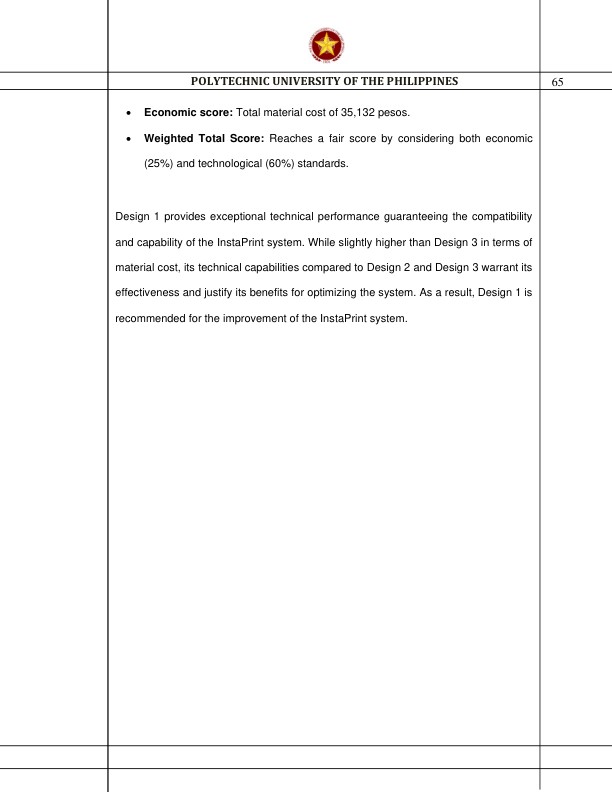 POLYTECHNIC UNIVERSITY OF THE PHILIPPINES
65
• Economic score: Total material cost of 35,132 pesos.
• Weighted Total Score: Reaches a fair score by considering both economic
(25%) and technological (60%) standards.
Design 1 provides exceptional technical performance guaranteeing the compatibility
and capability of the InstaPrint system. While slightly higher than Design 3 in terms of
material cost, its technical capabilities compared to Design 2 and Design 3 warrant its
effectiveness and justify its benefits for optimizing the system. As a result, Design 1 is
recommended for the improvement of the InstaPrint system.